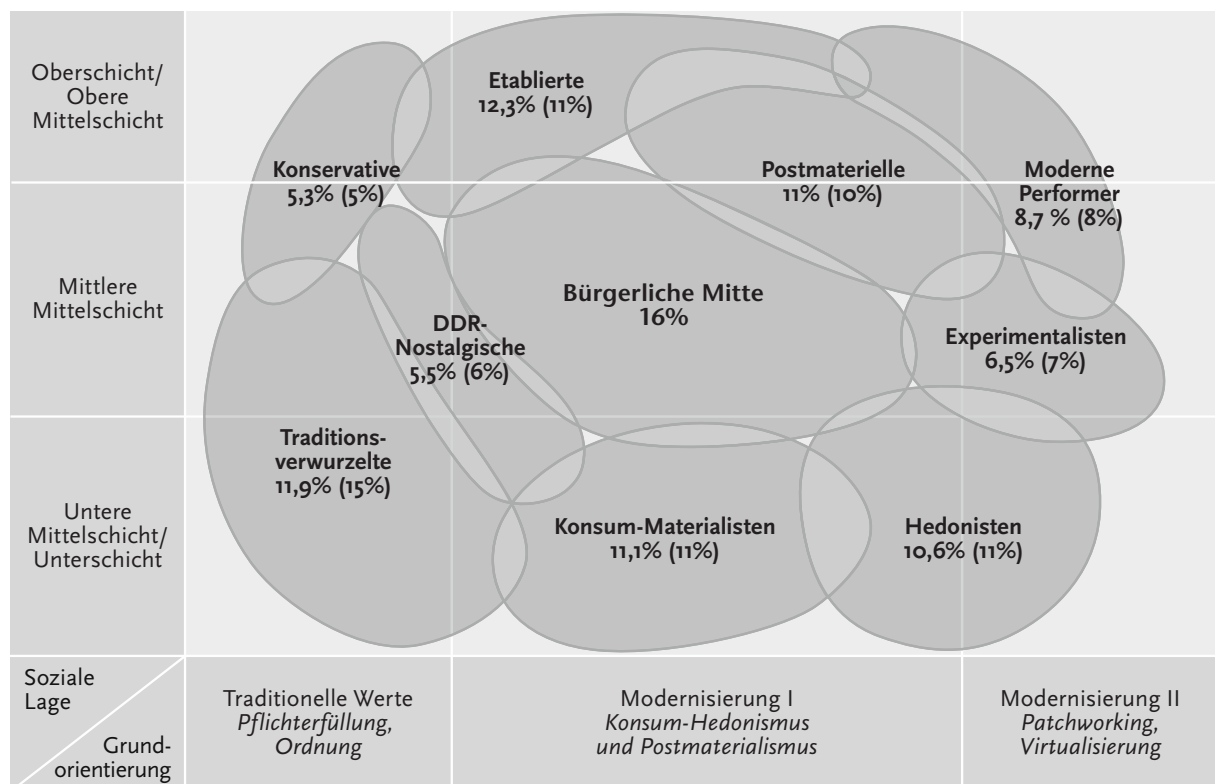 Oberschicht/
Obere
Mittelschicht
Etablierte
12,3% (11%)
Konservative
5,3% (5%)
Postmaterielle
11% (10%)
Moderne
Performer
8,7 % (8%)
Mittlere
Mittelschicht
Bürgerliche Mitte
16%
DDR-
Nostalgische
5,5% (6%)
Experimentalisten
6,5% (7%)
Traditions-
verwurzelte
11,9% (15%)
Untere
Mittelschicht/
Unterschicht
Konsum-Materialisten
11,1% (11%)
Hedonisten
10,6% (11%)
Soziale
Lage
Grund-
orientierung
Traditionelle Werte
Pflichterfüllung,
Ordnung
Modernisierung I
Konsum-Hedonismus
und Postmaterialismus
Modernisierung II
Patchworking,
Virtualisierung